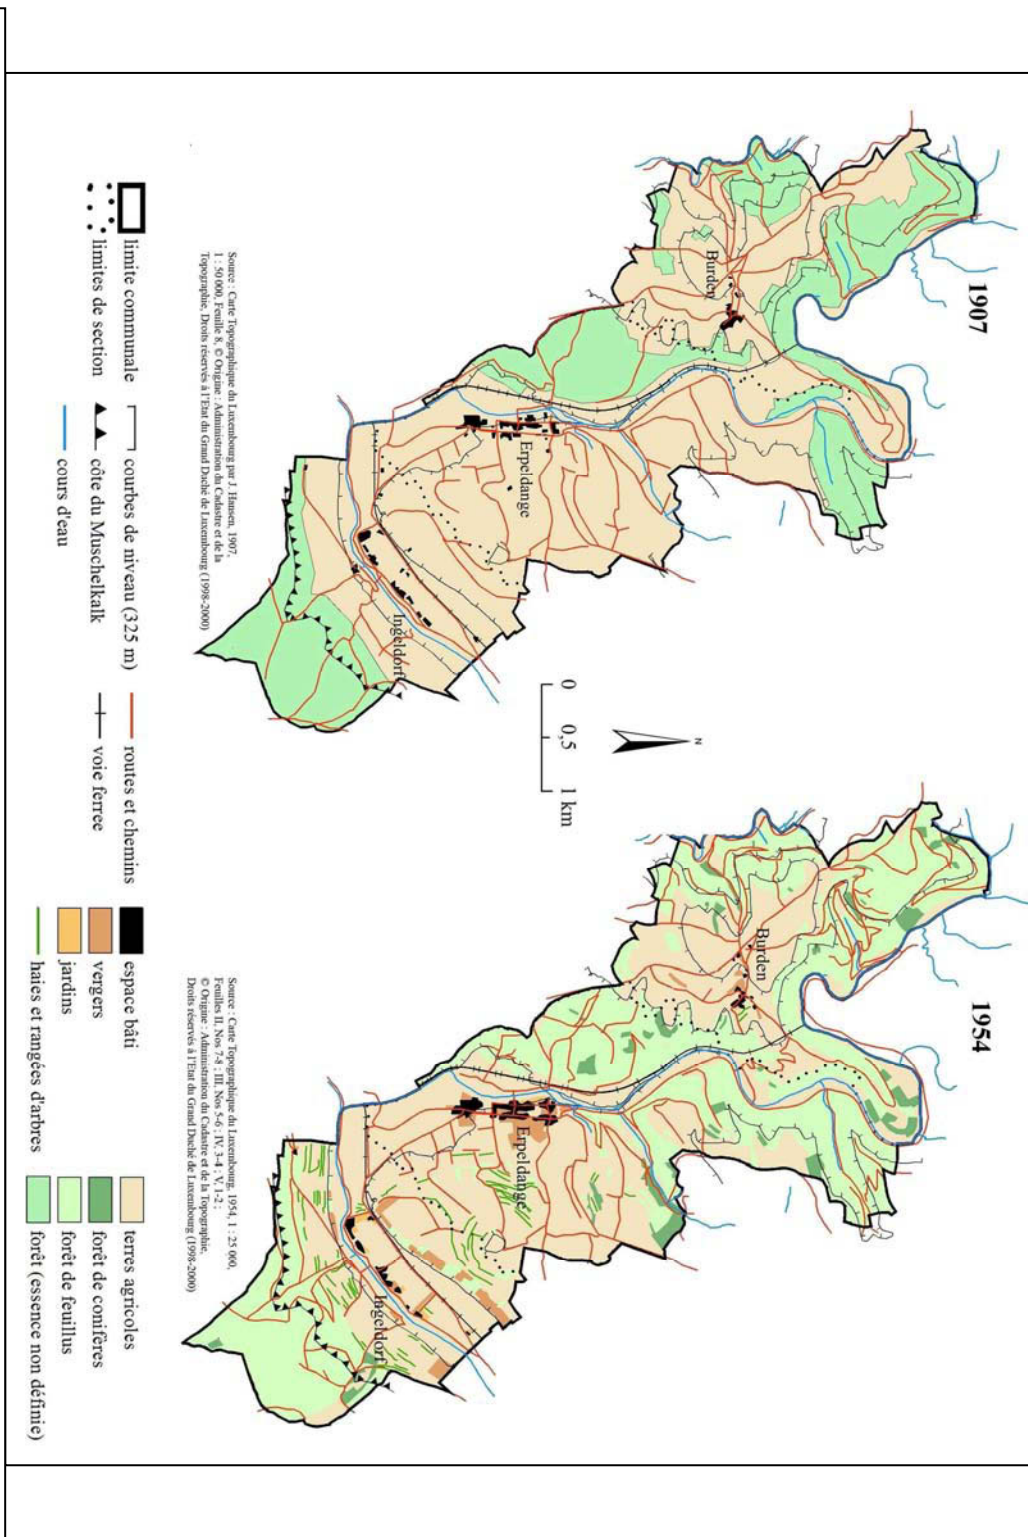 1907
Burden
Erpeldange
Ingeldorf
Source : Carte Topographique du Luxembourg par J. Hansen, 1907,
1 : 50 000, Feuille 8, © Origine : Administration du Cadastre et de la
Topographie, Droits réservés à l'Etat du Grand Duché de Luxembourg (1998-2000)
N
0 0,5 1 km
1954
Burden
Erpeldange
Ingeldorf
Source : Carte Topographique du Luxembourg, 1954, 1 : 25 000,
Feuilles II, Nos 7-8 ; III, Nos 5-6 ; IV, 3-4 ; V, 1-2 ;
© Origine : Administration du Cadastre et de la Topographie,
Droits réservés à l'Etat du Grand Duché de Luxembourg (1998-2000)
limite communale
limites de section
courbes de niveau (325 m)
côte du Muschelkalk
cours d'eau
routes et chemins
voie ferree
espace bâti
vergers
jardins
haies et rangées d'arbres
terres agricoles
forêt de conifères
forêt de feuillus
forêt (essence non définie)